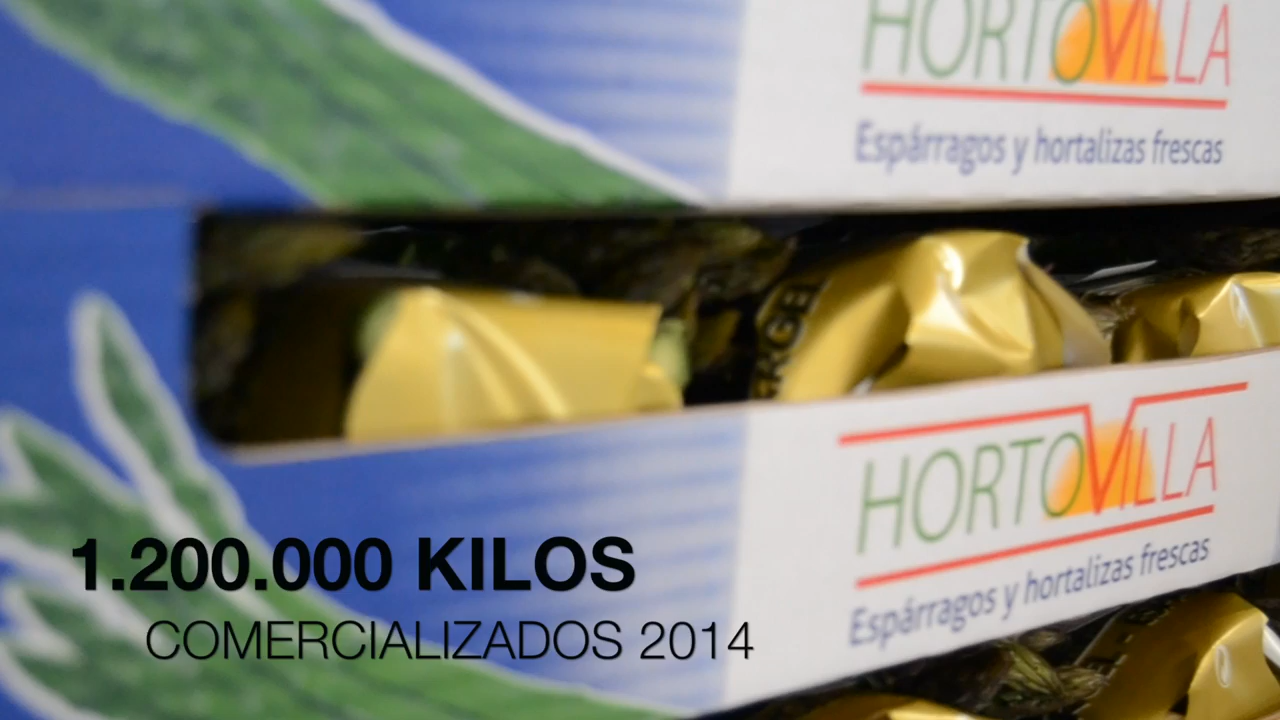 HORTOVILLA
Espárragos y hortalizas frescas
HORTOVILLA
Espárragos y hortalizas frescas
1.200.000 KILOS
COMERCIALIZADOS 2014